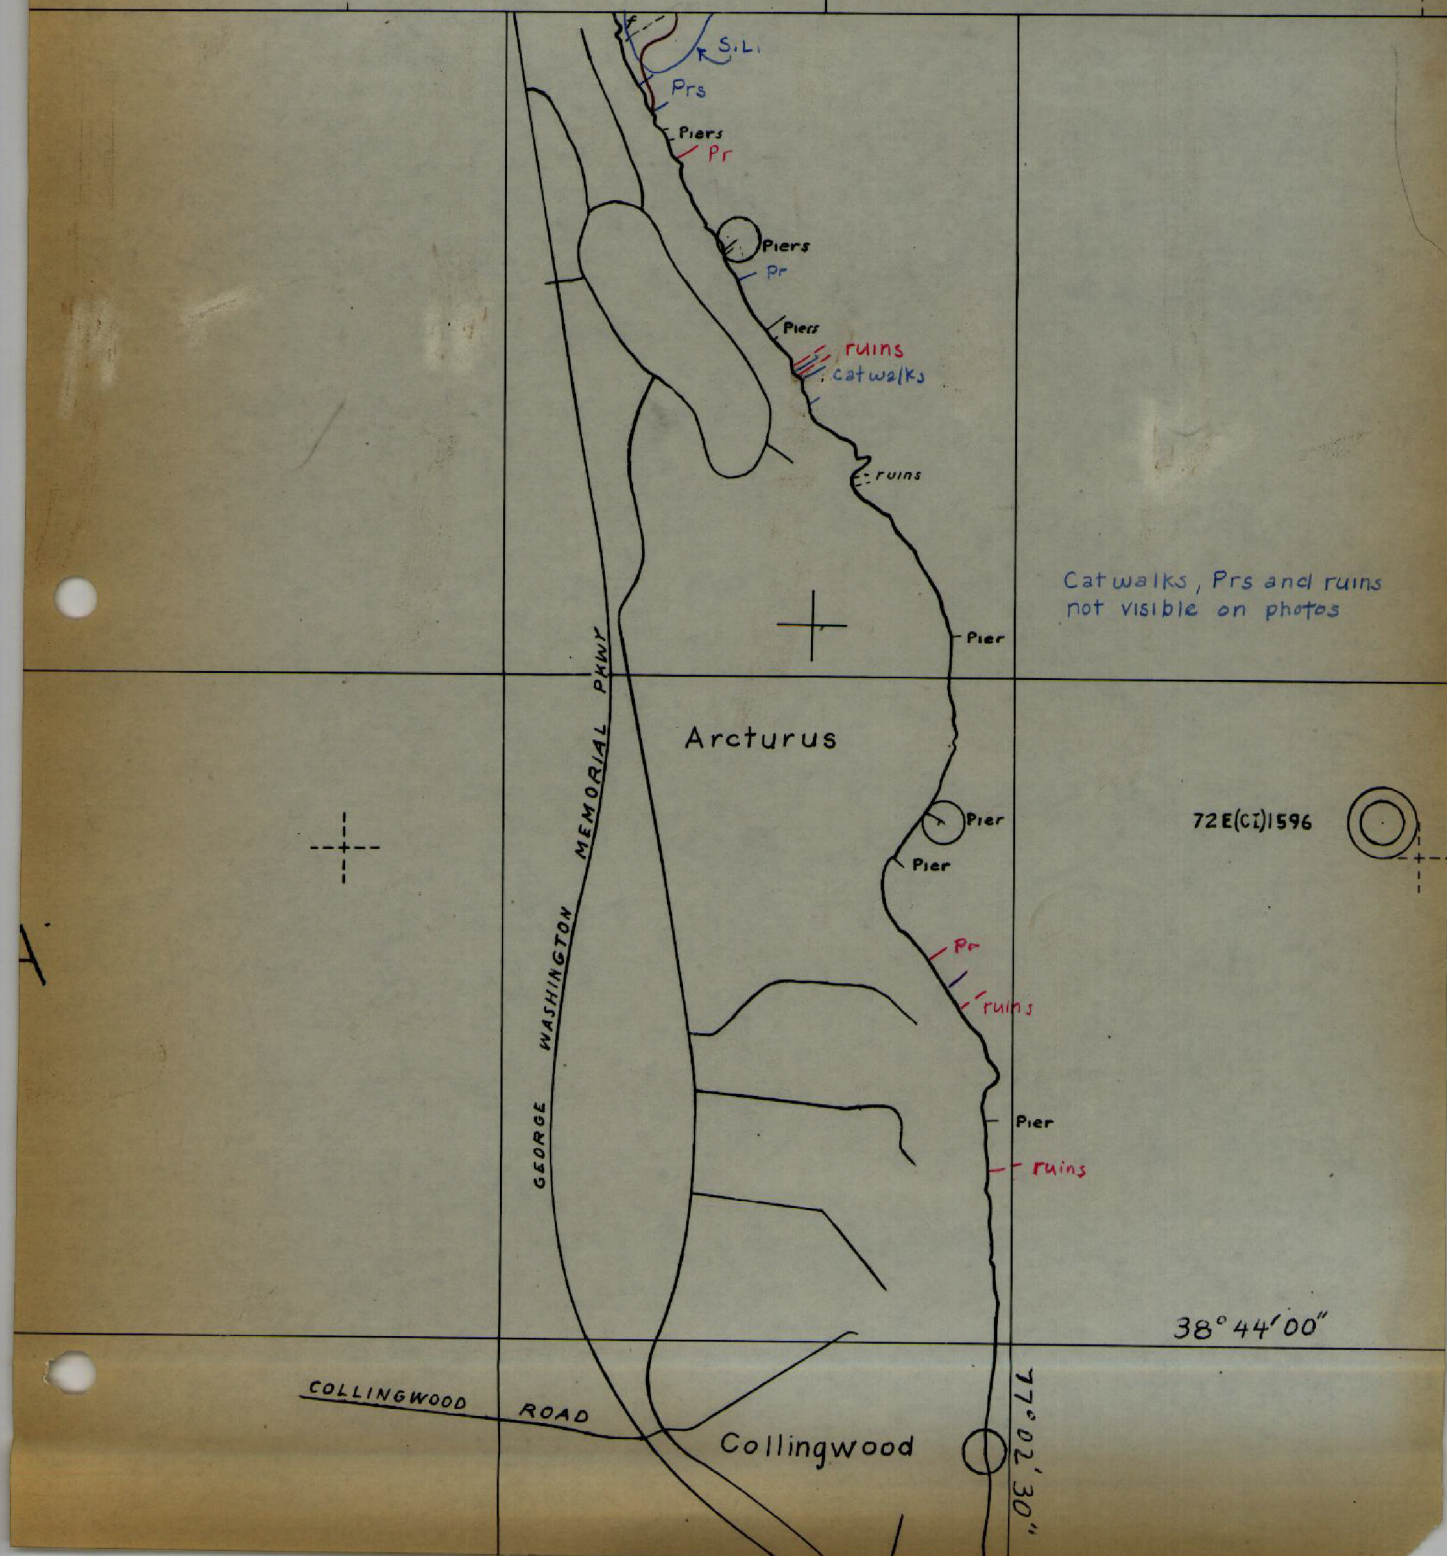 S.L.
Prs
Piers
Pr
Piers
Pr
Piers
ruins
catwalks
ruins
Catwalks, Prs and ruins
not visible on photos
Pier
GEORGE WASHINGTON MEMORIAL PKWY
Arcturus
Pier
72E(CI)1596
Pier
Pr
ruins
Pier
ruins
38°44'00"
COLLINGWOOD ROAD
Collingwood
77°02'30"